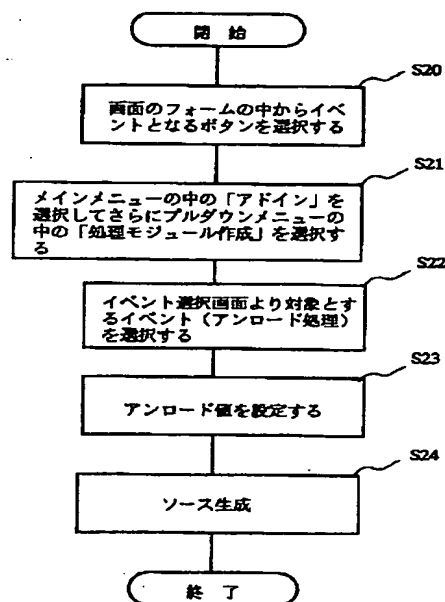 開始
S20
画面のフォームの中からイベ
ントとなるボタンを選択する
S21
メインメニューの中の「アドイン」を
選択してさらにプルダウンメニューの
中の「処理モジュール作成」を選択す
る
S22
イベント選択画面より対象とす
るイベント(アンロード処理)
を選択する
S23
アンロード値を設定する
S24
ソース生成
終了